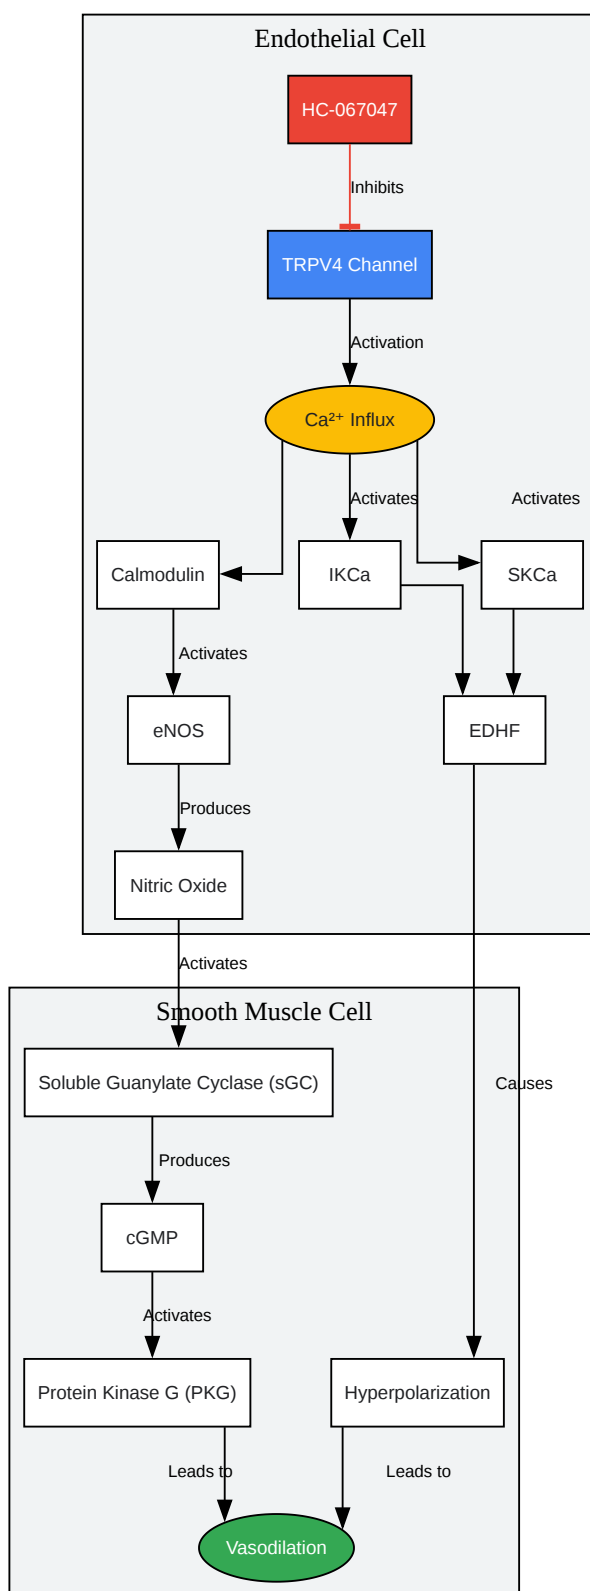 Endothelial Cell
HC-067047
Inhibits
TRPV4 Channel
Activation
Ca²⁺ Influx
Activates
Activates
Calmodulin
IKCa
SKCa
Activates
eNOS
EDHF
Produces
Nitric Oxide
Activates
Smooth Muscle Cell
Soluble Guanylate Cyclase (sGC)
Causes
Produces
cGMP
Activates
Protein Kinase G (PKG)
Hyperpolarization
Leads to
Leads to
Vasodilation